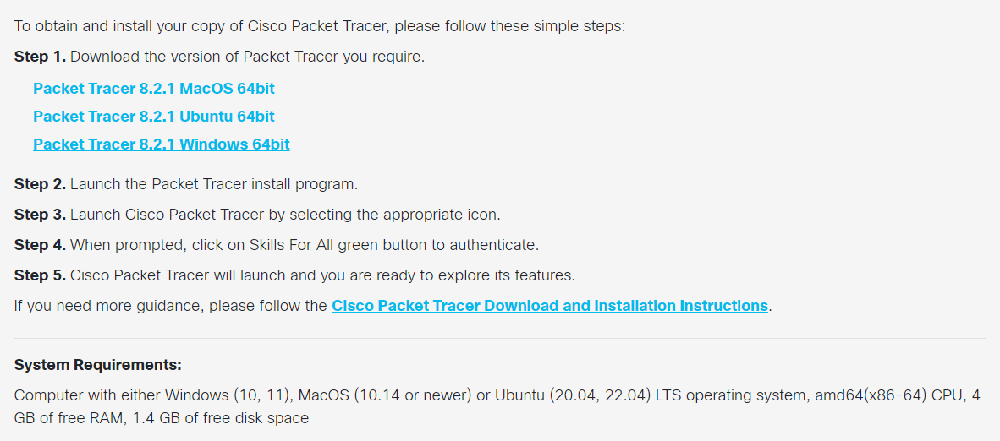 To obtain and install your copy of Cisco Packet Tracer, please follow these simple steps:
Step 1. Download the version of Packet Tracer you require.
Packet Tracer 8.2.1 MacOS 64bit
Packet Tracer 8.2.1 Ubuntu 64bit
Packet Tracer 8.2.1 Windows 64bit
Step 2. Launch the Packet Tracer install program.
Step 3. Launch Cisco Packet Tracer by selecting the appropriate icon.
Step 4. When prompted, click on Skills For All green button to authenticate.
Step 5. Cisco Packet Tracer will launch and you are ready to explore its features.
If you need more guidance, please follow the Cisco Packet Tracer Download and Installation Instructions.
System Requirements:
Computer with either Windows (10, 11), MacOS (10.14 or newer) or Ubuntu (20.04, 22.04) LTS operating system, amd64(x86-64) CPU, 4
GB of free RAM, 1.4 GB of free disk space